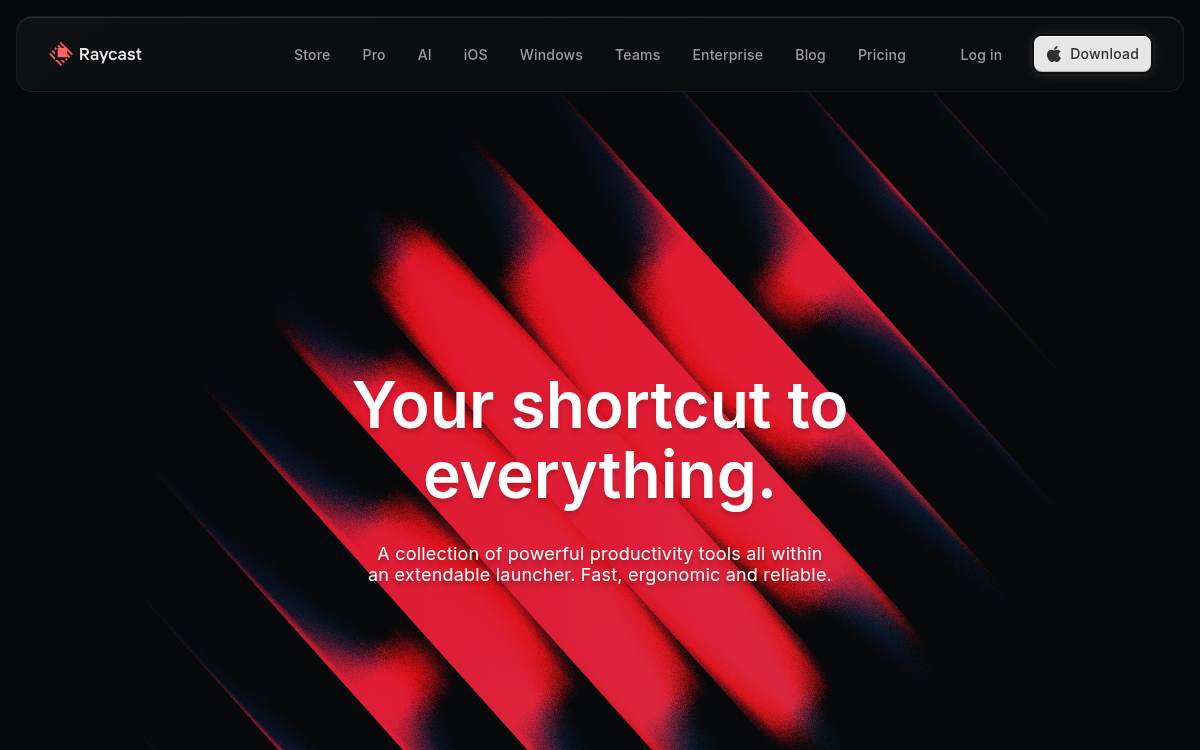 Raycast Store Pro AI iOS Windows Teams Enterprise Blog Pricing Log in Download
Your shortcut to
everything.
A collection of powerful productivity tools all within
an extendable launcher. Fast, ergonomic and reliable.